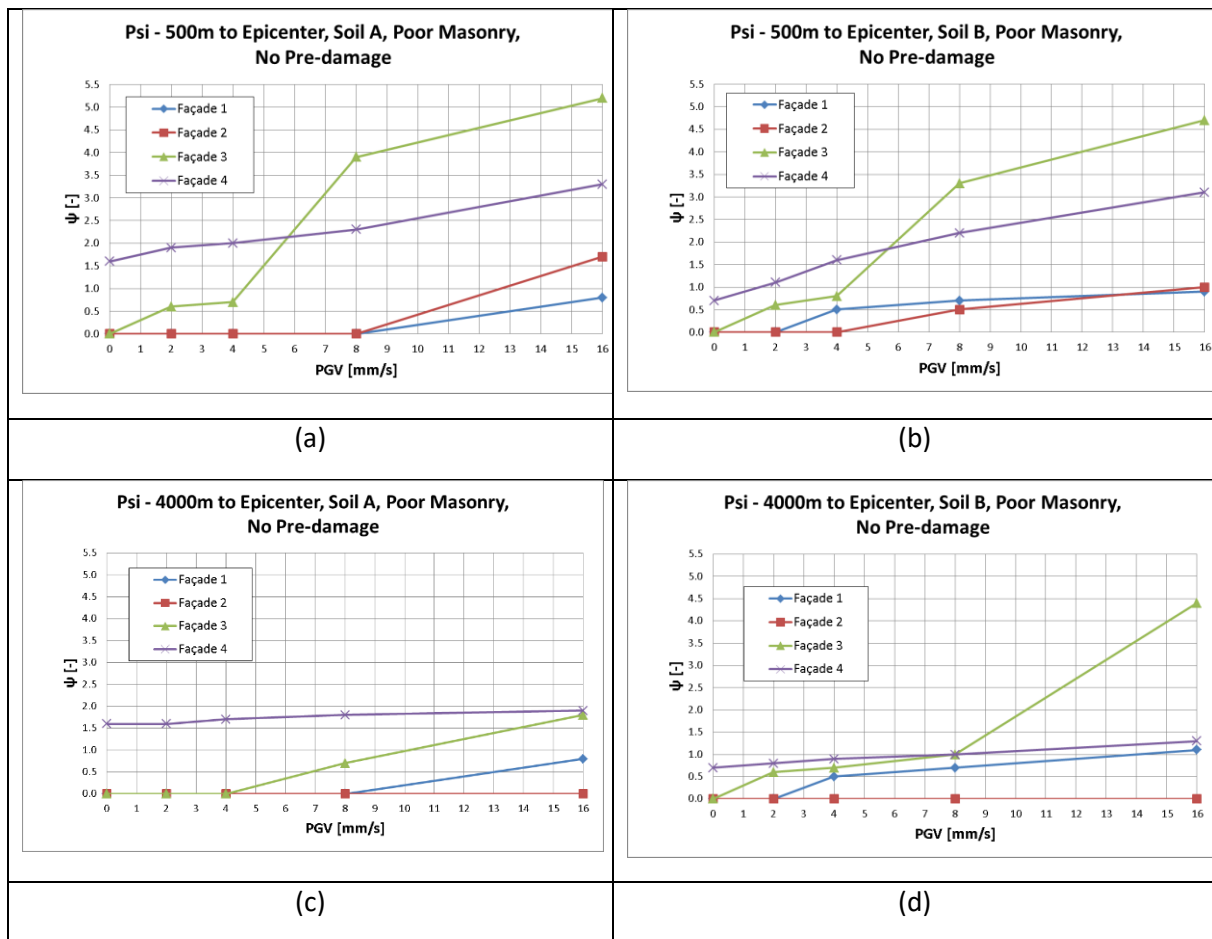 Psi - 500m to Epicenter, Soil A, Poor Masonry,
No Pre-damage
5.5
5.0
4.5
4.0
3.5
3.0
2.5
2.0
1.5
1.0
0.5
0.0
ψ [-]
Façade 1
Façade 2
Façade 3
Façade 4
0 1 2 3 4 5 6 7 8 9 10 11 12 13 14 15 16
PGV [mm/s]
(a)
Psi - 500m to Epicenter, Soil B, Poor Masonry,
No Pre-damage
5.5
5.0
4.5
4.0
3.5
3.0
2.5
2.0
1.5
1.0
0.5
0.0
ψ [-]
Façade 1
Façade 2
Façade 3
Façade 4
0 1 2 3 4 5 6 7 8 9 10 11 12 13 14 15 16
PGV [mm/s]
(b)
Psi - 4000m to Epicenter, Soil A, Poor Masonry,
No Pre-damage
5.5
5.0
4.5
4.0
3.5
3.0
2.5
2.0
1.5
1.0
0.5
0.0
ψ [-]
Façade 1
Façade 2
Façade 3
Façade 4
0 1 2 3 4 5 6 7 8 9 10 11 12 13 14 15 16
PGV [mm/s]
(c)
Psi - 4000m to Epicenter, Soil B, Poor Masonry,
No Pre-damage
5.5
5.0
4.5
4.0
3.5
3.0
2.5
2.0
1.5
1.0
0.5
0.0
ψ [-]
Façade 1
Façade 2
Façade 3
Façade 4
0 1 2 3 4 5 6 7 8 9 10 11 12 13 14 15 16
PGV [mm/s]
(d)